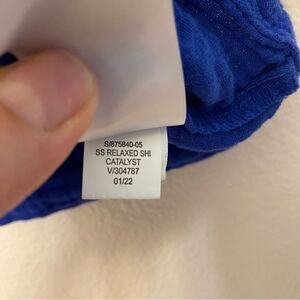 S/875840-05
SS RELAXED SHI
CATALYST
V/304787
01/22